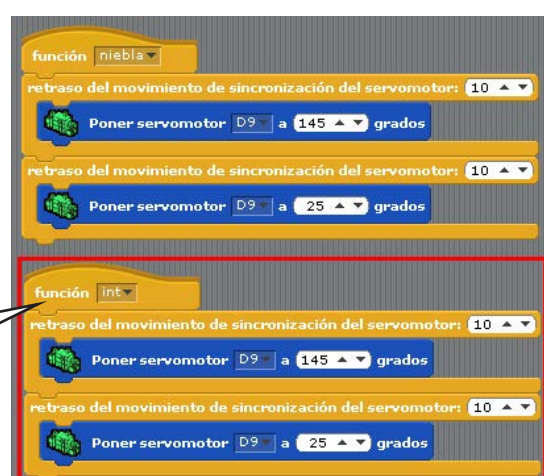 función niebla
retraso del movimiento de sincronización del servomotor: 10
Poner servomotor D9 a 145 grados
retraso del movimiento de sincronización del servomotor: 10
Poner servomotor D9 a 25 grados
función int
retraso del movimiento de sincronización del servomotor: 10
Poner servomotor D9 a 145 grados
retraso del movimiento de sincronización del servomotor: 10
Poner servomotor D9 a 25 grados